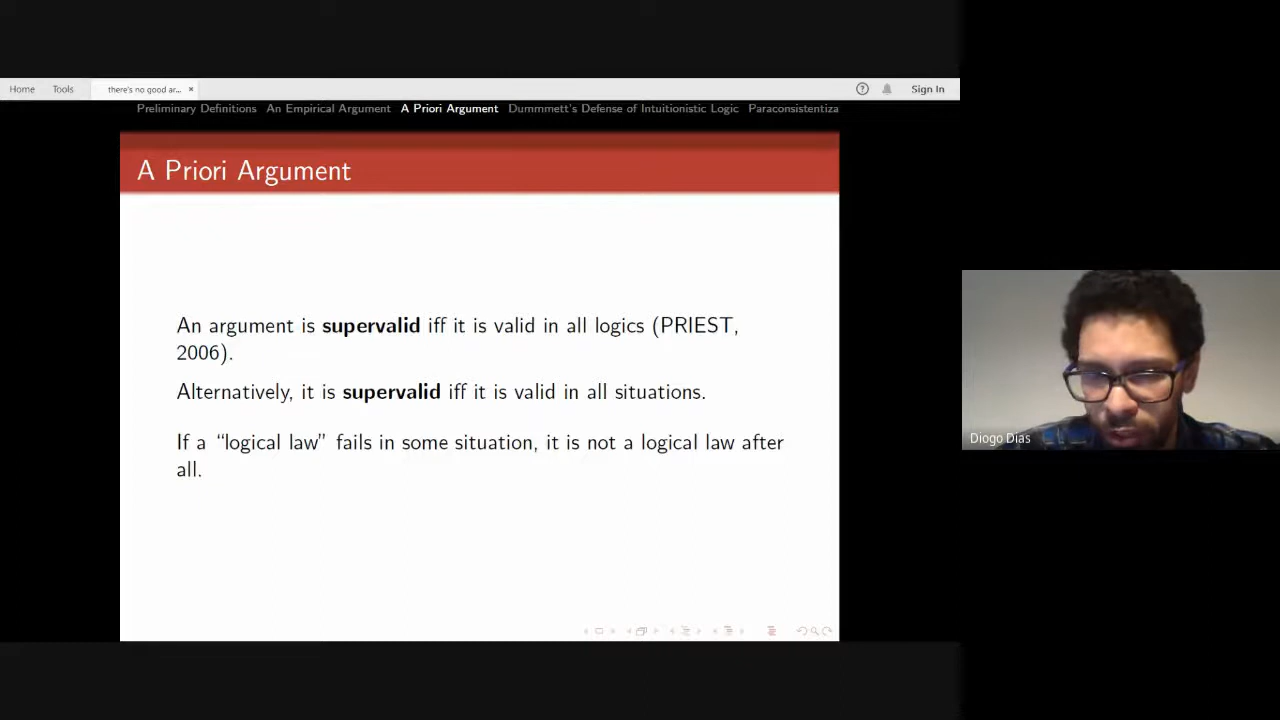 Home Tools there's no good ar... × ? Sign In
Preliminary Definitions An Empirical Argument A Priori Argument Dummmett's Defense of Intuitionistic Logic Paraconsistentiza
A Priori Argument
An argument is supervalid iff it is valid in all logics (PRIEST,
2006).
Alternatively, it is supervalid iff it is valid in all situations.
If a “logical law” fails in some situation, it is not a logical law after
all.
Diogo Dias